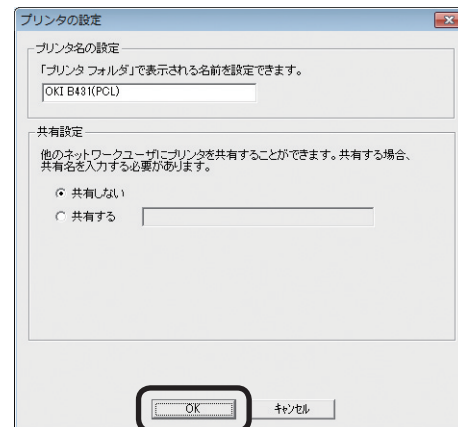 プリンタの設定
プリンタ名の設定
「プリンタ フォルダ」で表示される名前を設定できます。
OKI B431(PCL)
共有設定
他のネットワークユーザにプリンタを共有することができます。共有する場合、
共有名を入力する必要があります。
共有しない
共有する
OK
キャンセル